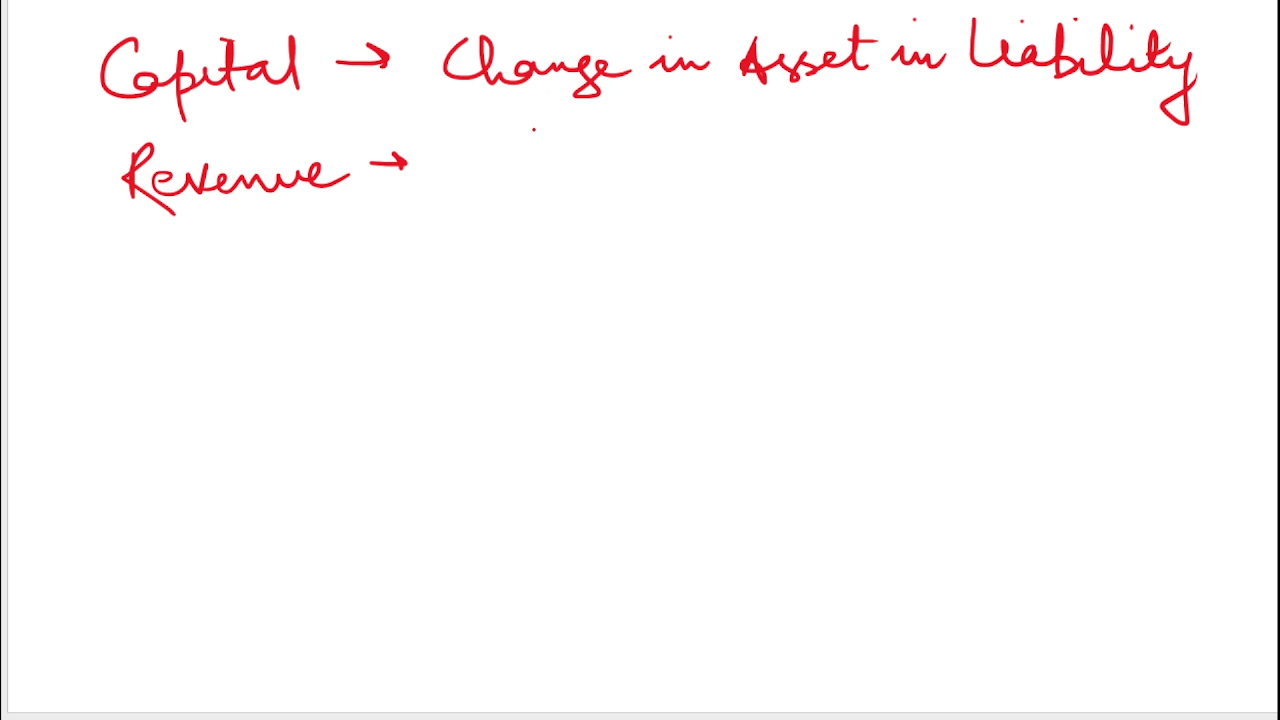 Capital → Change in Asset in Liability
Revenue →